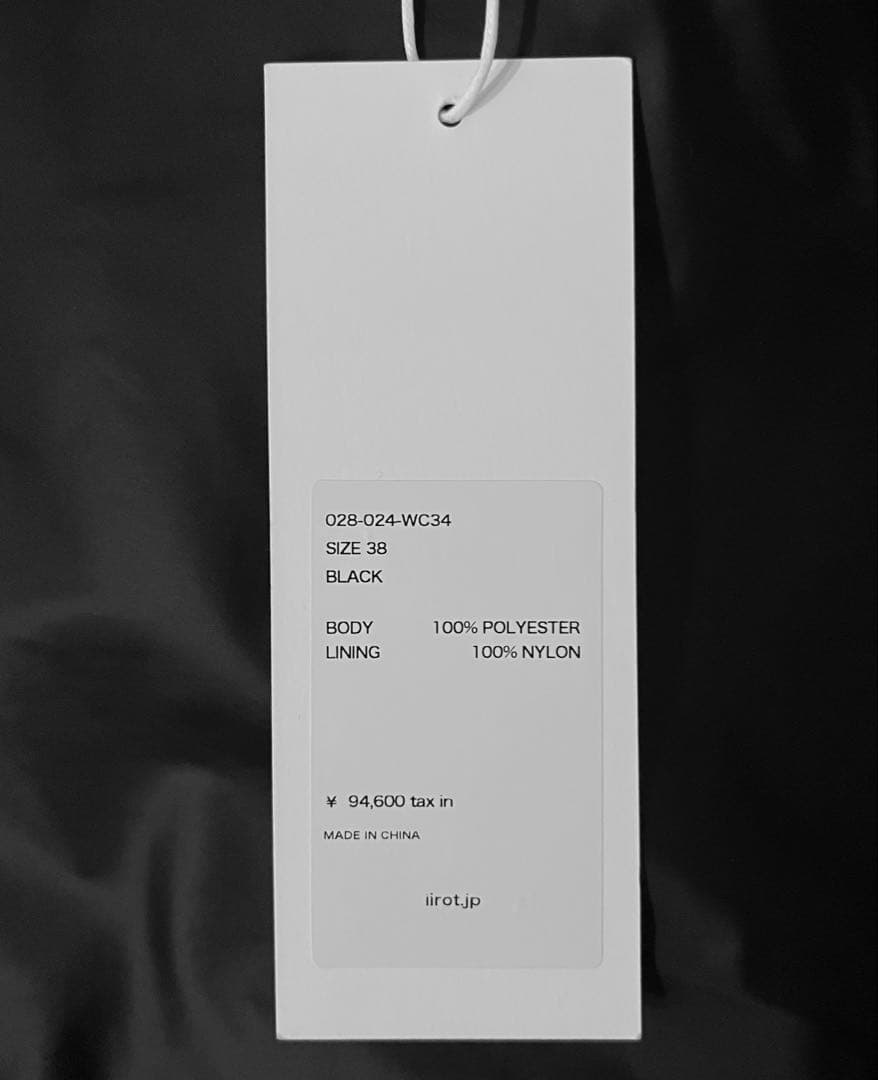 028-024-WC34
SIZE 38
BLACK
BODY 100% POLYESTER
LINING 100% NYLON
¥ 94,600 tax in
MADE IN CHINA
iirot.jp